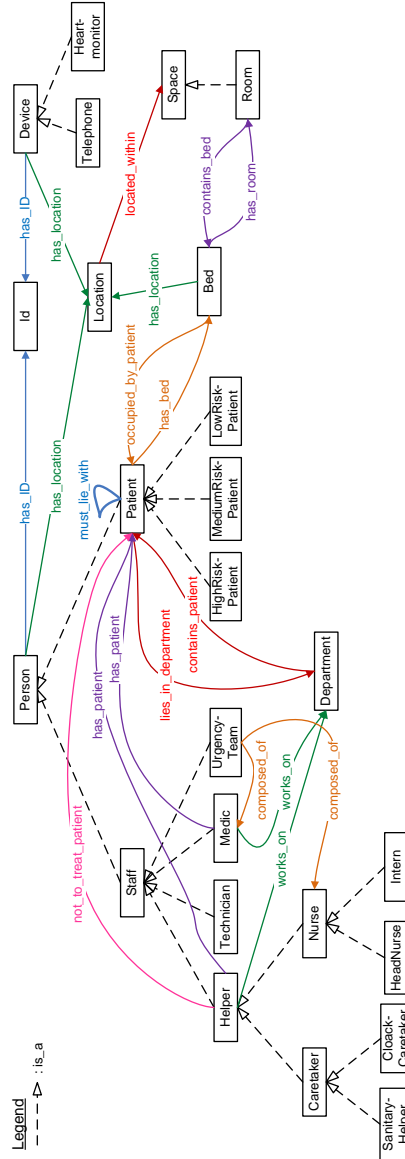 Legend
: is_a
Person
has_ID
Id
has_ID
Device
Heart-
monitor
Telephone
has_location
has_location
Location
located_within
Space
Staff
not_to_treat_patient
must_lie_with
Patient
occupied_by_patient
has_bed
has_location
Bed
contains_bed
has_room
Room
has_patient
has_patient
Helper
Technician
Medic
Urgency-
Team
HighRisk-
Patient
MediumRisk-
Patient
LowRisk-
Patient
lies_in_department
contains_patient
composed_of
works_on
works_on
composed_of
Department
Caretaker
Nurse
Sanitary-
Helper
Cloack-
Caretaker
HeadNurse
Intern